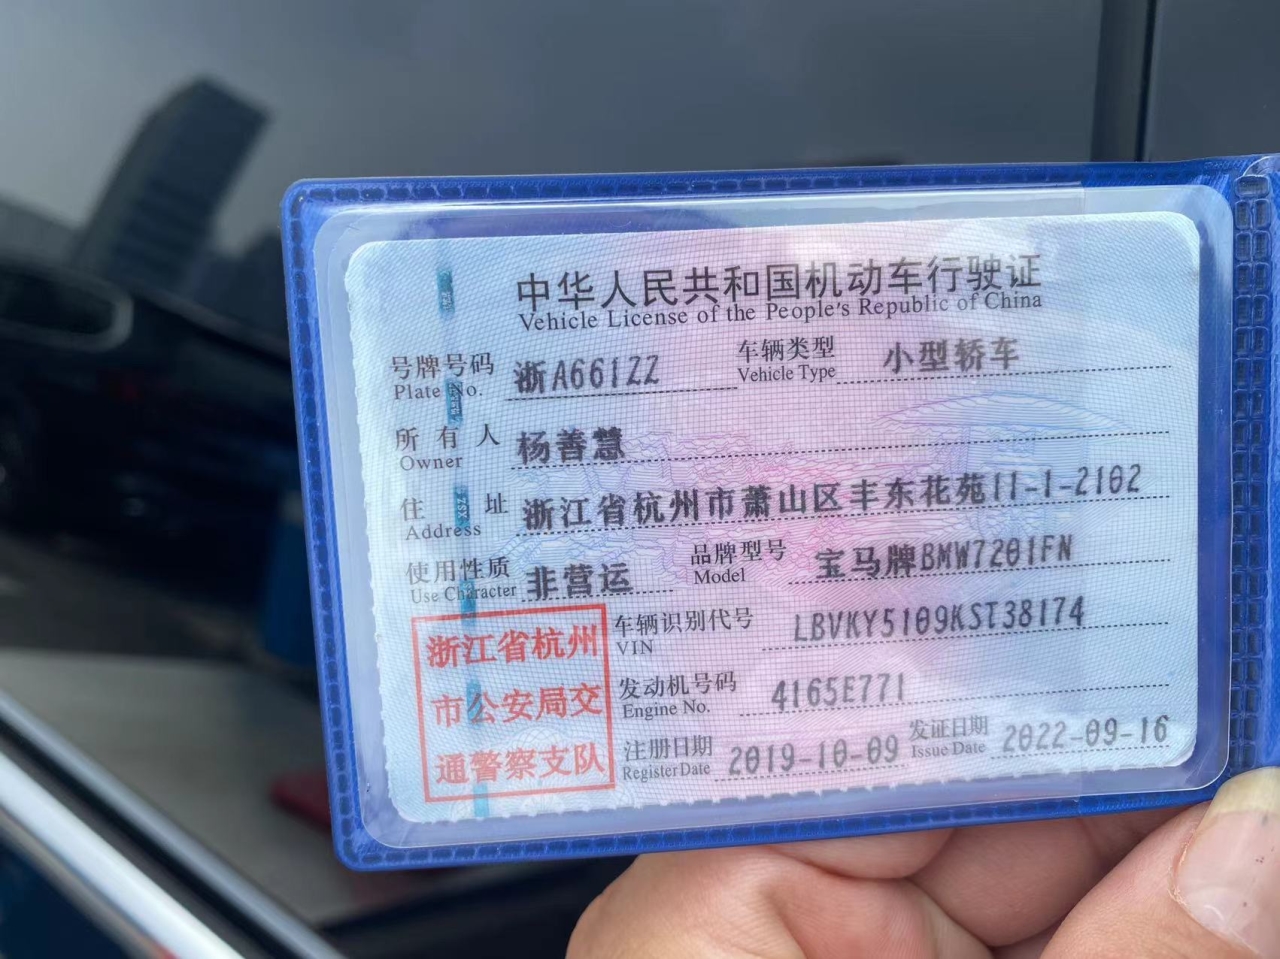 中华人民共和国机动车行驶证
Vehicle License of the People's Republic of China
号牌号码 浙A661ZZ 车辆类型 小型轿车
Plate No. Vehicle Type
所有人 杨善慧
Owner
住址 浙江省杭州市萧山区丰东花苑11-1-2102
Address
使用性质 非营运 品牌型号 宝马牌BMW7201FN
Use Character Model
浙江省杭州 车辆识别代号 LBVKY5109KST38174
VIN
市公安局交 发动机号码 4165E771
Engine No.
通警察支队 注册日期 2019-10-09 发证日期 2022-09-16
Register Date Issue Date